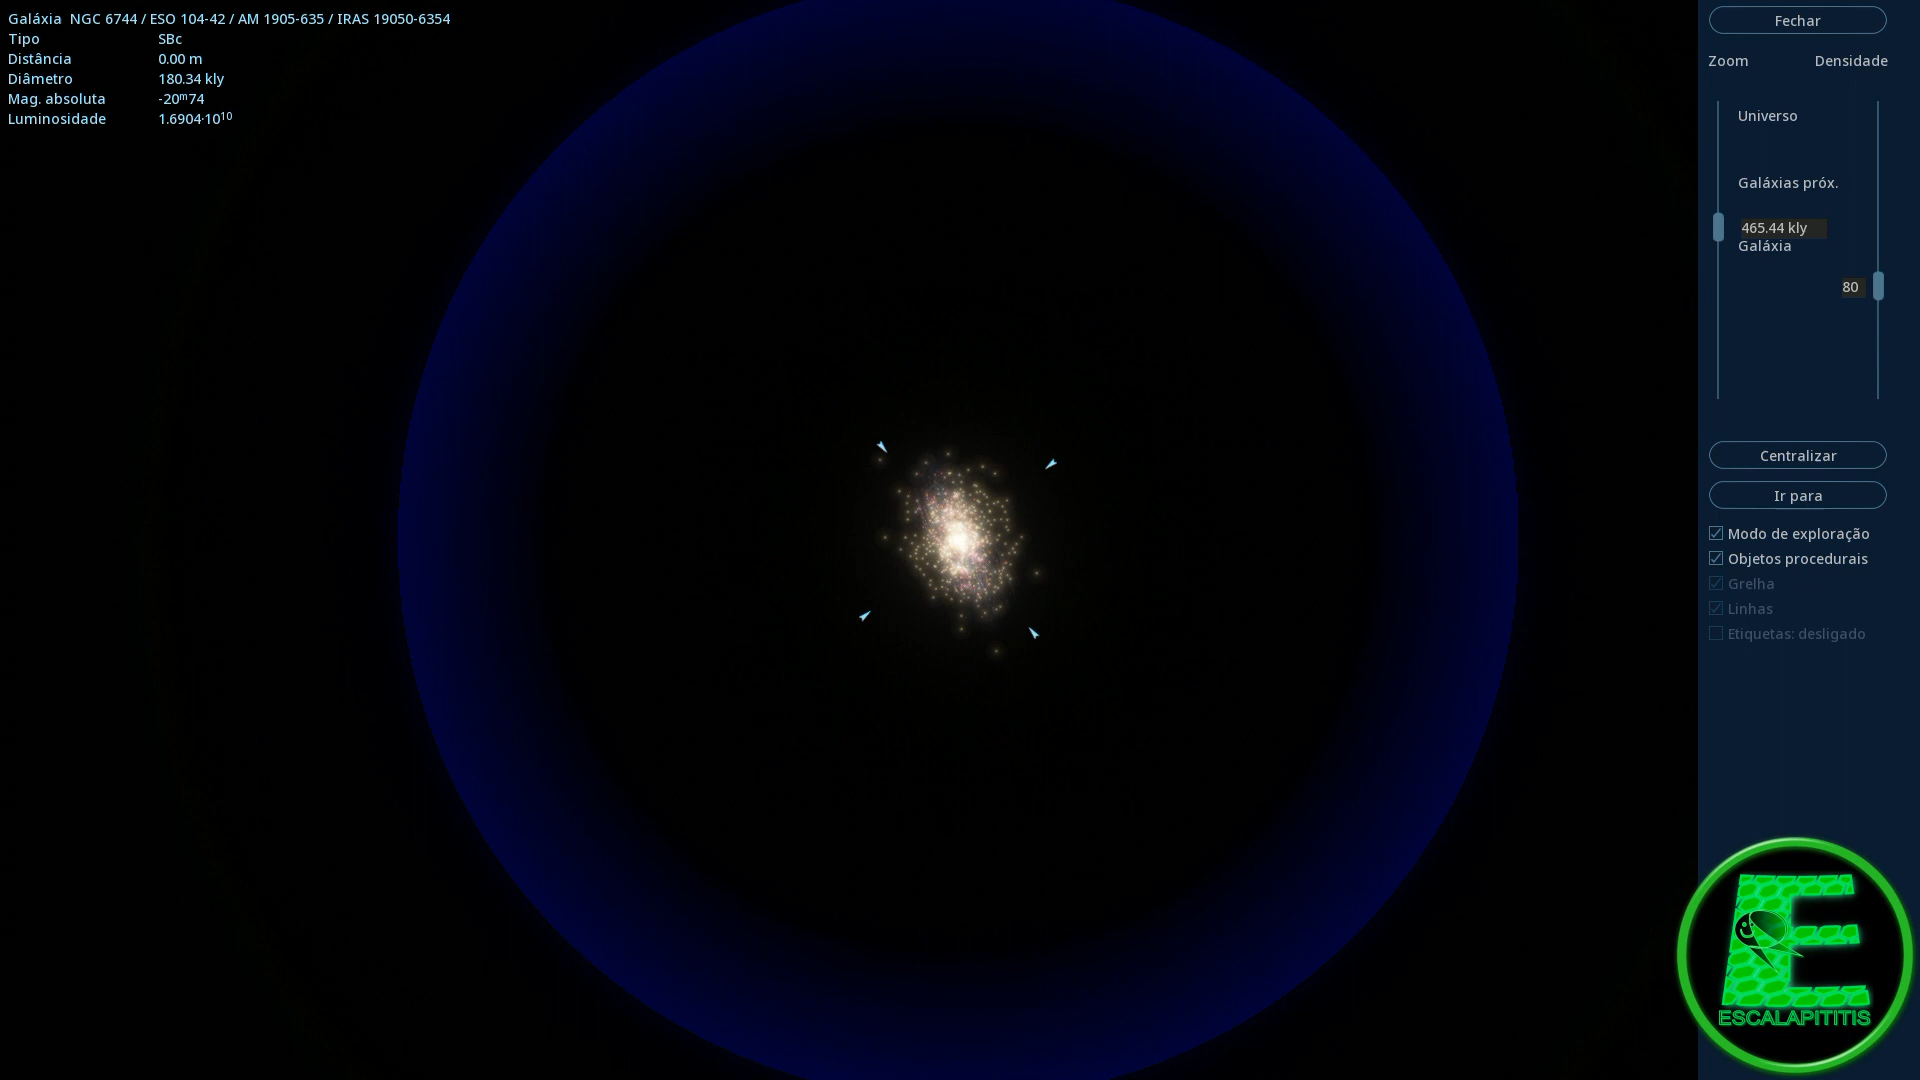 Galáxia NGC 6744 / ESO 104-42 / AM 1905-635 / IRAS 19050-6354
Tipo SBc
Distância 0.00 m
Diâmetro 180.34 kly
Mag. absoluta -20ᵐ74
Luminosidade 1.6904·10¹⁰
Fechar
Zoom Densidade
Universo
Galáxias próx.
465.44 kly
Galáxia
80
Centralizar
Ir para
Modo de exploração
Objetos procedurais
Grelha
Linhas
Etiquetas: desligado
E
ESCALAPITITIS